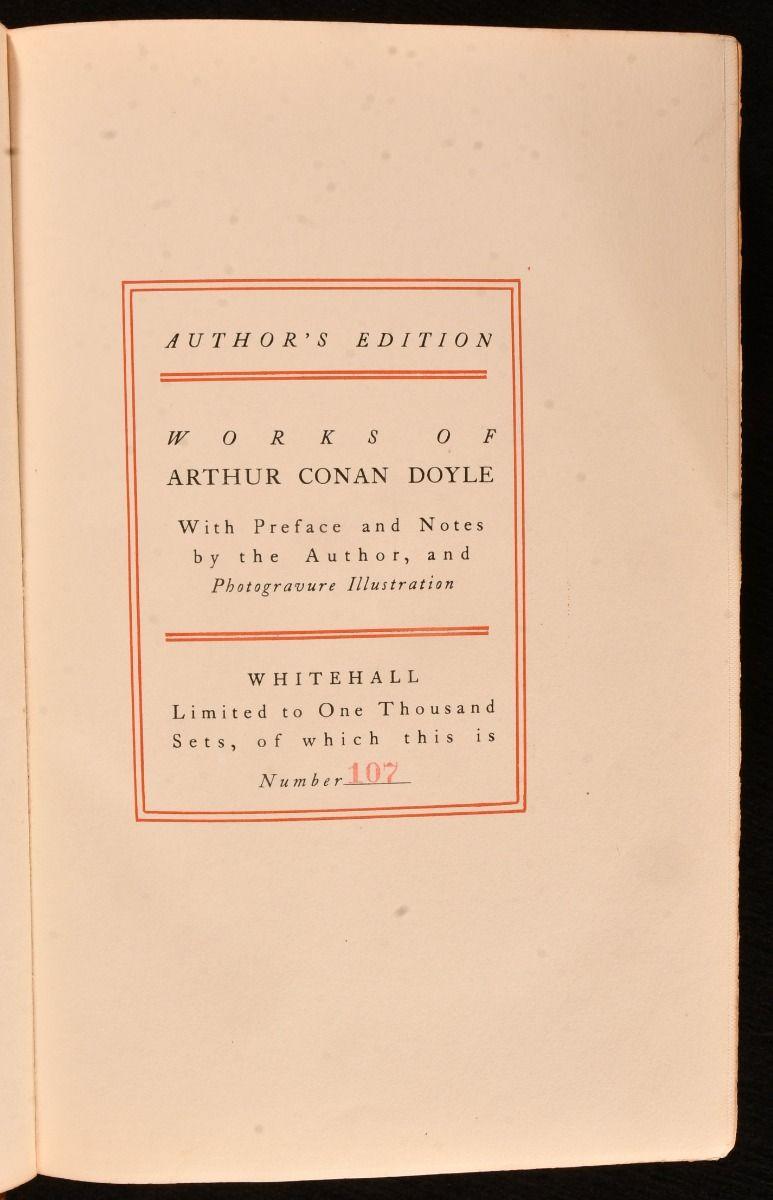 AUTHOR'S EDITION
WORKS OF
ARTHUR CONAN DOYLE
With Preface and Notes
by the Author, and
Photogravure Illustration
WHITEHALL
Limited to One Thousand
Sets, of which this is
Number 107